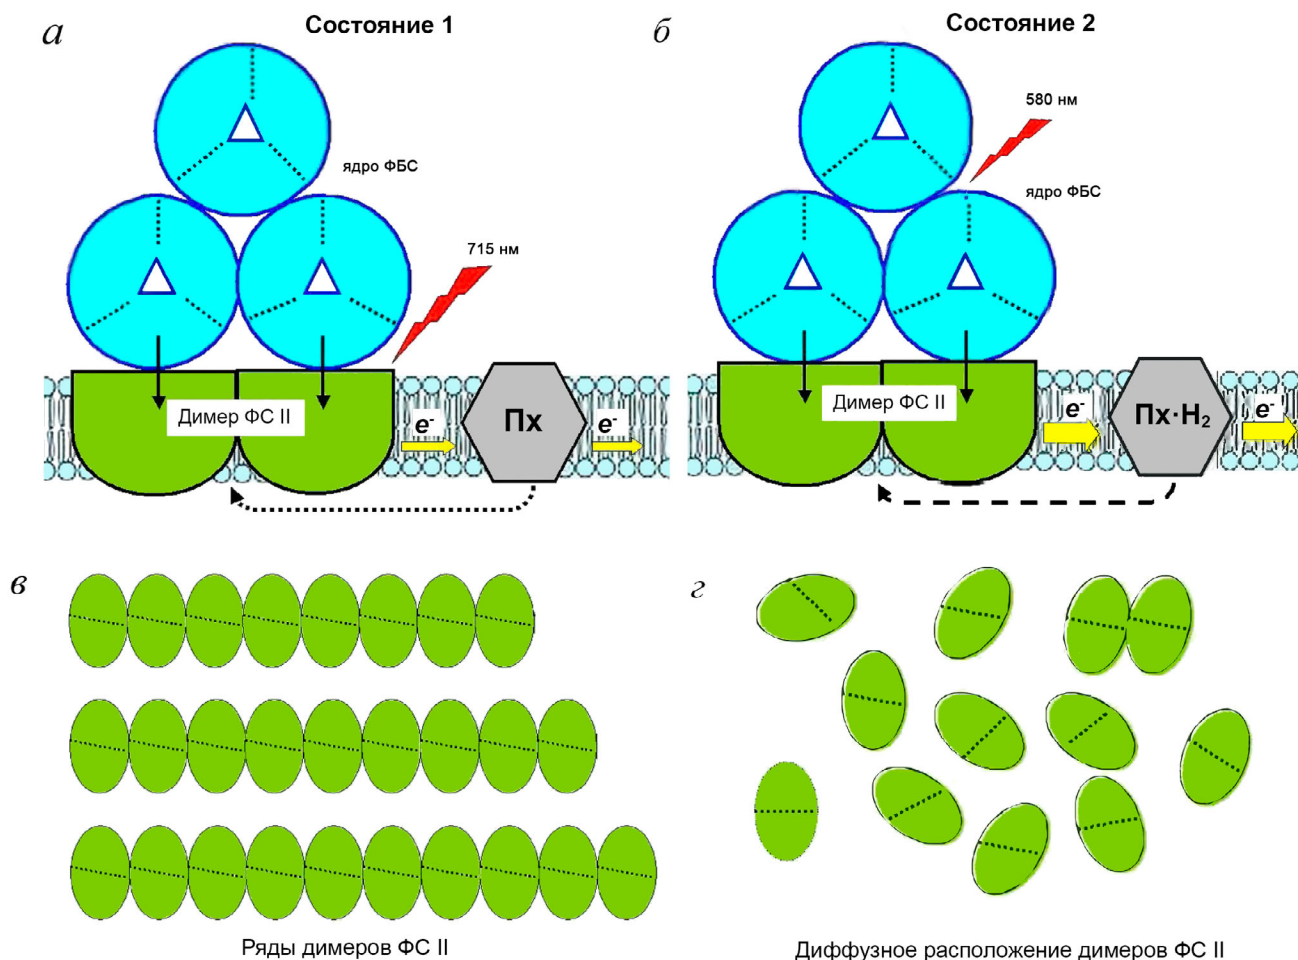 а
Состояние 1
б
Состояние 2
ядро ФБС
715 нм
580 нм
ядро ФБС
Димер ФС II
e-
Пх
e-
Димер ФС II
e-
Пх·H₂
e-
в
г
Ряды димеров ФС II
Диффузное расположение димеров ФС II